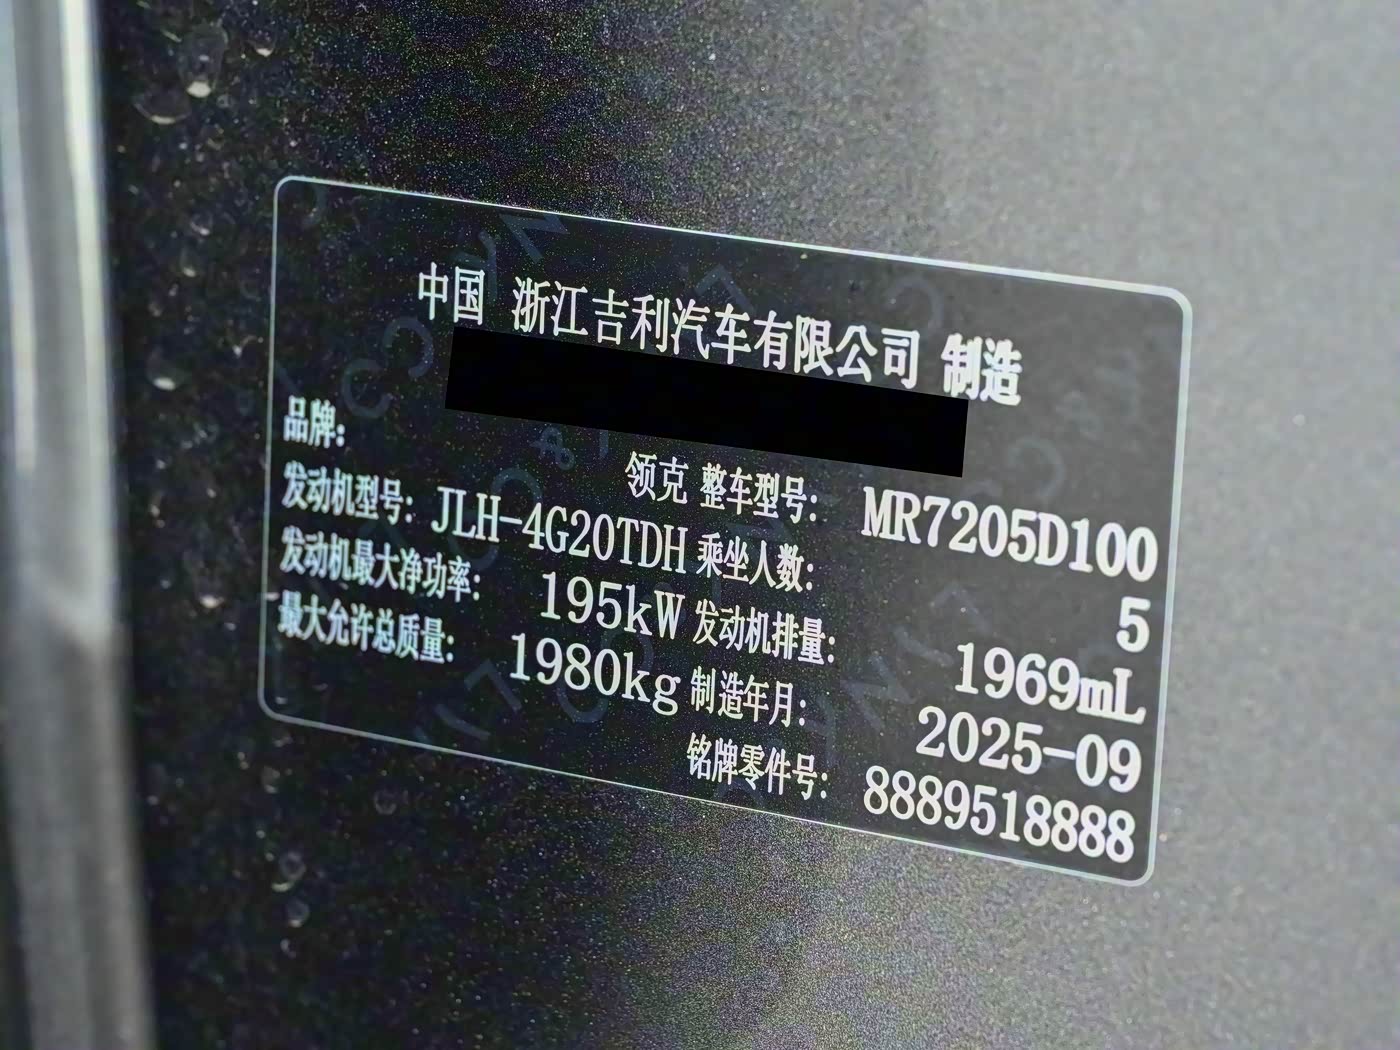 中国 浙江吉利汽车有限公司 制造
品牌: 领克 整车型号: MR7205D100
发动机型号: JLH-4G20TDH 乘坐人数: 5
发动机最大净功率: 195kW 发动机排量: 1969mL
最大允许总质量: 1980kg 制造年月: 2025-09
铭牌零件号: 8889518888